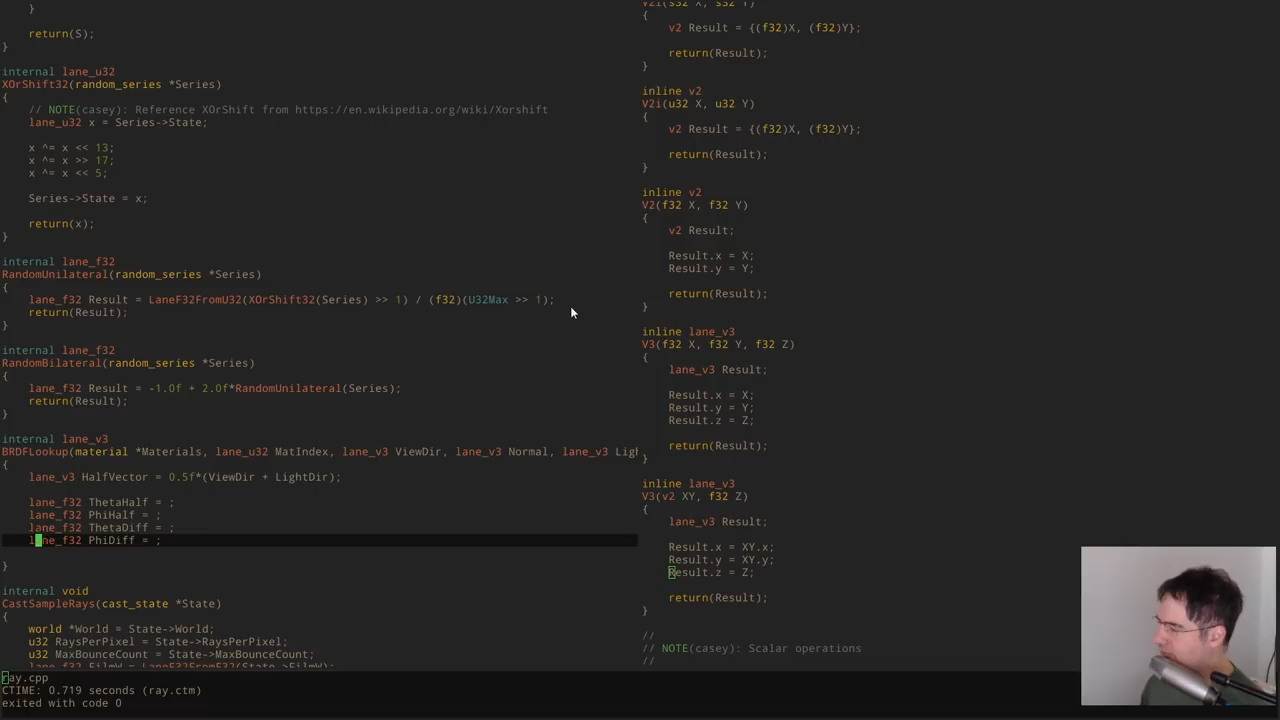 }
return(S);
}
internal lane_u32
XOrShift32(random_series *Series)
{
// NOTE(casey): Reference XOrShift from https://en.wikipedia.org/wiki/Xorshift
lane_u32 x = Series->State;
x ^= x << 13;
x ^= x >> 17;
x ^= x << 5;
Series->State = x;
return(x);
}
internal lane_f32
RandomUnilateral(random_series *Series)
{
lane_f32 Result = LaneF32FromU32(XOrShift32(Series) >> 1) / (f32)(U32Max >> 1);
return(Result);
}
internal lane_f32
RandomBilateral(random_series *Series)
{
lane_f32 Result = -1.0f + 2.0f*RandomUnilateral(Series);
return(Result);
}
internal lane_v3
BRDFLookup(material *Materials, lane_u32 MatIndex, lane_v3 ViewDir, lane_v3 Normal, lane_v3 Ligh
{
lane_v3 HalfVector = 0.5f*(ViewDir + LightDir);
lane_f32 ThetaHalf = ;
lane_f32 PhiHalf = ;
lane_f32 ThetaDiff = ;
lane_f32 PhiDiff = ;
}
internal void
CastSampleRays(cast_state *State)
{
world *World = State->World;
u32 RaysPerPixel = State->RaysPerPixel;
u32 MaxBounceCount = State->MaxBounceCount;
lane_f32 FilmW = LaneF32FromF32(State->FilmW);
V2i(s32 X, s32 Y)
{
v2 Result = {(f32)X, (f32)Y};
return(Result);
}
inline v2
V2i(u32 X, u32 Y)
{
v2 Result = {(f32)X, (f32)Y};
return(Result);
}
inline v2
V2(f32 X, f32 Y)
{
v2 Result;
Result.x = X;
Result.y = Y;
return(Result);
}
inline lane_v3
V3(f32 X, f32 Y, f32 Z)
{
lane_v3 Result;
Result.x = X;
Result.y = Y;
Result.z = Z;
return(Result);
}
inline lane_v3
V3(v2 XY, f32 Z)
{
lane_v3 Result;
Result.x = XY.x;
Result.y = XY.y;
Result.z = Z;
return(Result);
}
//
// NOTE(casey): Scalar operations
//
ray.cpp
CTIME: 0.719 seconds (ray.ctm)
exited with code 0